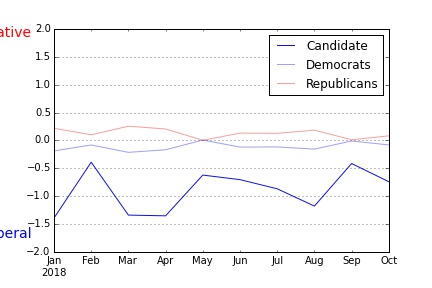 ative
beral
2.0
1.5
1.0
0.5
0.0
−0.5
−1.0
−1.5
−2.0
Candidate
Democrats
Republicans
Jan Feb Mar Apr May Jun Jul Aug Sep Oct
2018